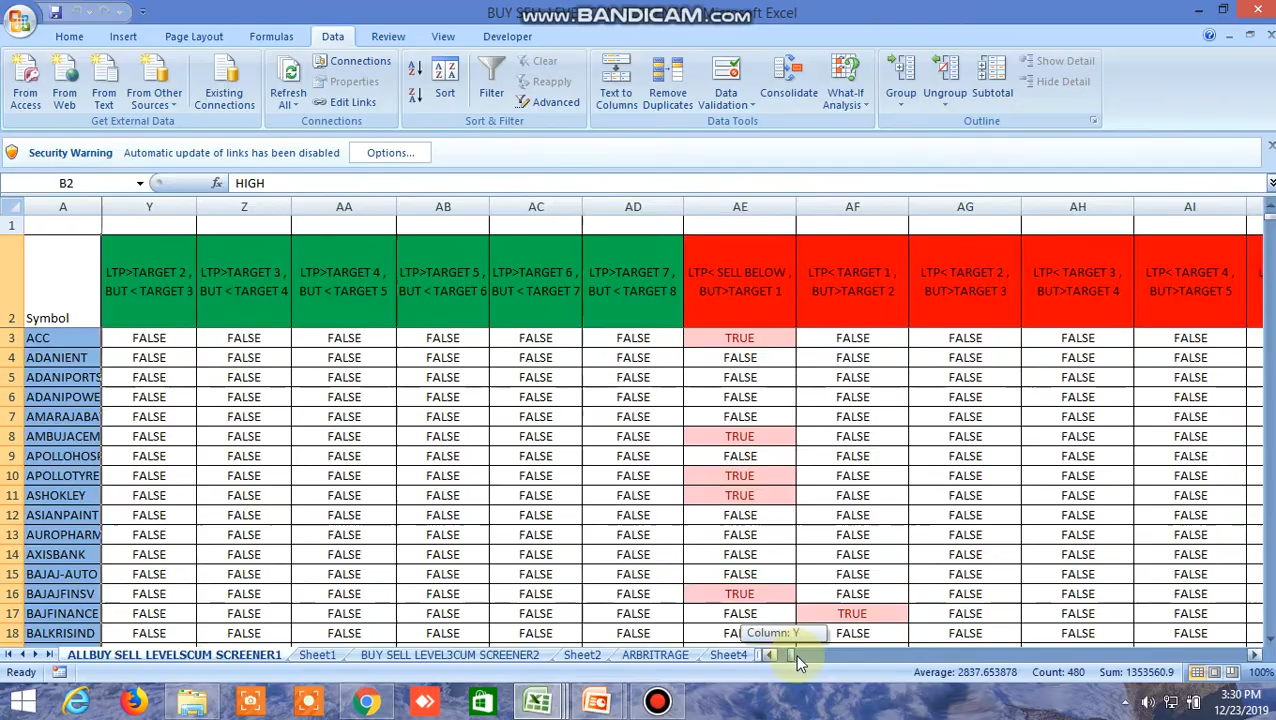 BUY SELL LEVEL
www.BANDICAM.com
Microsoft Excel
Home Insert Page Layout Formulas Data Review View Developer
From Access
From Web
From Text
From Other Sources
Existing Connections
Get External Data
Refresh All
Connections
Properties
Edit Links
Connections
Sort
Filter
Clear
Reapply
Advanced
Sort & Filter
Text to Columns
Remove Duplicates
Data Validation
Consolidate
What-If Analysis
Data Tools
Group
Ungroup
Subtotal
Show Detail
Hide Detail
Outline
Security Warning Automatic update of links has been disabled Options...
B2 fx HIGH
A Y Z AA AB AC AD AE AF AG AH AI
1
2 Symbol
LTP>TARGET 2 , BUT < TARGET 3
LTP>TARGET 3 , BUT < TARGET 4
LTP>TARGET 4 , BUT < TARGET 5
LTP>TARGET 5 , BUT < TARGET 6
LTP>TARGET 6 , BUT < TARGET 7
LTP>TARGET 7 , BUT < TARGET 8
LTP< SELL BELOW , BUT>TARGET 1
LTP< TARGET 1 , BUT>TARGET 2
LTP< TARGET 2 , BUT>TARGET 3
LTP< TARGET 3 , BUT>TARGET 4
LTP< TARGET 4 , BUT>TARGET 5
3 ACC FALSE FALSE FALSE FALSE FALSE FALSE TRUE FALSE FALSE FALSE FALSE
4 ADANIENT FALSE FALSE FALSE FALSE FALSE FALSE FALSE FALSE FALSE FALSE FALSE
5 ADANIPORTS FALSE FALSE FALSE FALSE FALSE FALSE FALSE FALSE FALSE FALSE FALSE
6 ADANIPOWE FALSE FALSE FALSE FALSE FALSE FALSE FALSE FALSE FALSE FALSE FALSE
7 AMARAJABA FALSE FALSE FALSE FALSE FALSE FALSE FALSE FALSE FALSE FALSE FALSE
8 AMBUJACEM FALSE FALSE FALSE FALSE FALSE FALSE TRUE FALSE FALSE FALSE FALSE
9 APOLLOHOSP FALSE FALSE FALSE FALSE FALSE FALSE FALSE FALSE FALSE FALSE FALSE
10 APOLLOTYRE FALSE FALSE FALSE FALSE FALSE FALSE TRUE FALSE FALSE FALSE FALSE
11 ASHOKLEY FALSE FALSE FALSE FALSE FALSE FALSE TRUE FALSE FALSE FALSE FALSE
12 ASIANPAINT FALSE FALSE FALSE FALSE FALSE FALSE FALSE FALSE FALSE FALSE FALSE
13 AUROPHARM FALSE FALSE FALSE FALSE FALSE FALSE FALSE FALSE FALSE FALSE FALSE
14 AXISBANK FALSE FALSE FALSE FALSE FALSE FALSE FALSE FALSE FALSE FALSE FALSE
15 BAJAJ-AUTO FALSE FALSE FALSE FALSE FALSE FALSE FALSE FALSE FALSE FALSE FALSE
16 BAJAJFINSV FALSE FALSE FALSE FALSE FALSE FALSE TRUE FALSE FALSE FALSE FALSE
17 BAJFINANCE FALSE FALSE FALSE FALSE FALSE FALSE FALSE TRUE FALSE FALSE FALSE
18 BALKRISIND FALSE FALSE FALSE FALSE FALSE FALSE FALSE FALSE FALSE FALSE
Column: Y
ALLBUY SELL LEVELSCUM SCREENER1 Sheet1 BUY SELL LEVEL3CUM SCREENER2 Sheet2 ARBRITRAGE Sheet4
Ready Average: 2837.653878 Count: 480 Sum: 1353560.9 100%
3:30 PM
12/23/2019